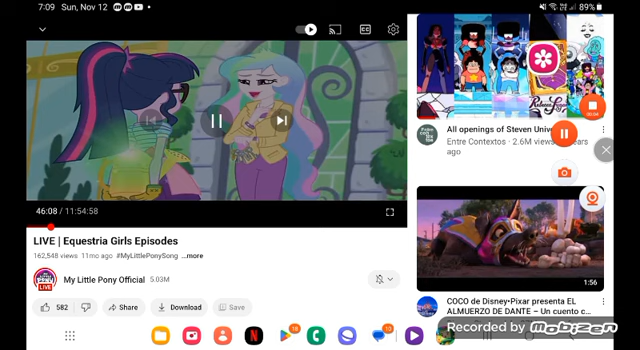 7:09 Sun, Nov 12
89%
CC
46:08 / 11:54:58
LIVE | Equestria Girls Episodes
162,548 views 11mo ago #MyLittlePonySong ...more
LIVE
My Little Pony Official 5.03M
582
Share
Download
Save
All openings of Steven Univ
Entre Contextos · 2.6M
ago
1:56
COCO de Disney•Pixar presenta EL
ALMUERZO DE DANTE – Un cuento c
Recorded by Mobizen